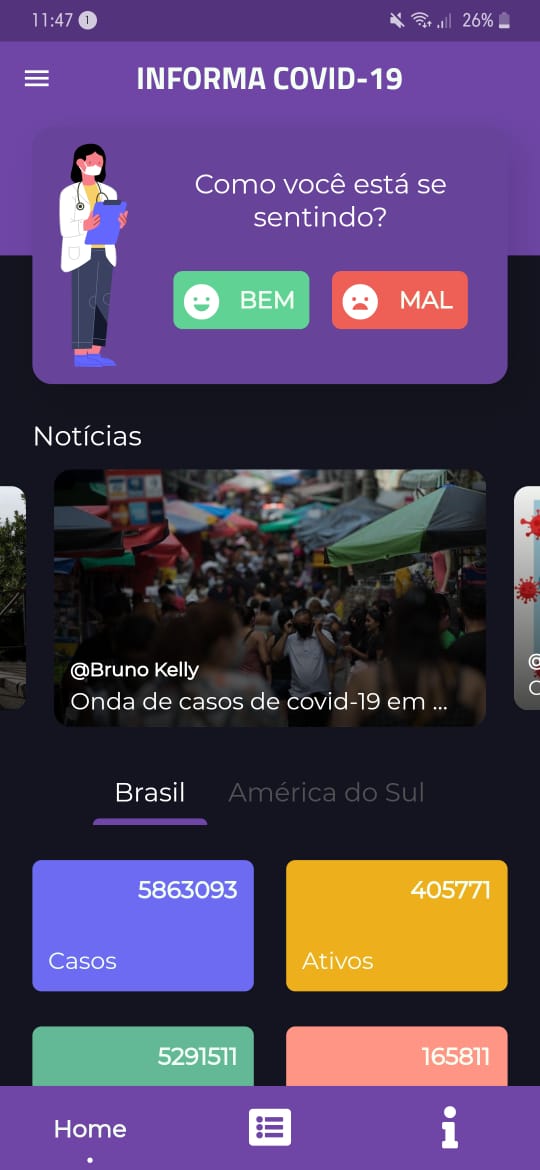 11:47 1 26%
INFORMA COVID-19
Como você está se
sentindo?
BEM MAL
Notícias
@Bruno Kelly
Onda de casos de covid-19 em ...
Brasil América do Sul
5863093 405771
Casos Ativos
5291511 165811
Home